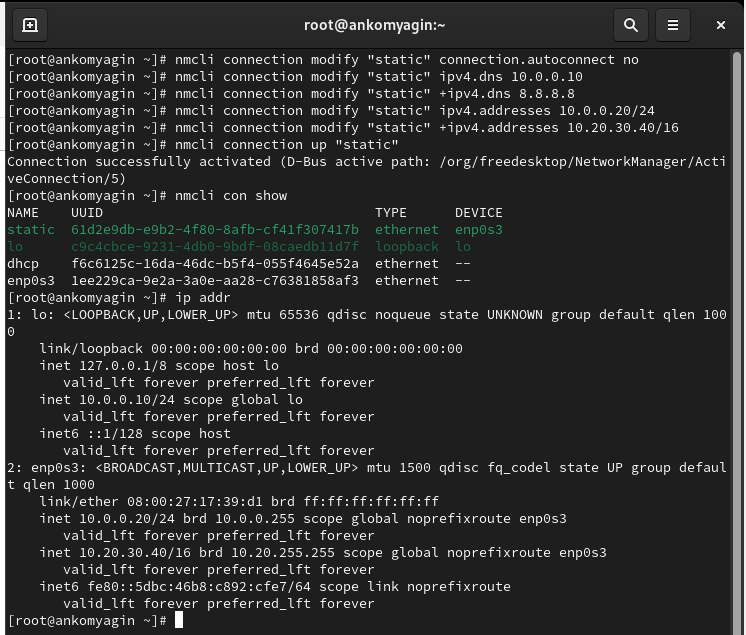 root@ankomyagin:~
[root@ankomyagin ~]# nmcli connection modify "static" connection.autoconnect no
[root@ankomyagin ~]# nmcli connection modify "static" ipv4.dns 10.0.0.10
[root@ankomyagin ~]# nmcli connection modify "static" +ipv4.dns 8.8.8.8
[root@ankomyagin ~]# nmcli connection modify "static" ipv4.addresses 10.0.0.20/24
[root@ankomyagin ~]# nmcli connection modify "static" +ipv4.addresses 10.20.30.40/16
[root@ankomyagin ~]# nmcli connection up "static"
Connection successfully activated (D-Bus active path: /org/freedesktop/NetworkManager/Acti
veConnection/5)
[root@ankomyagin ~]# nmcli con show
NAME    UUID                                  TYPE      DEVICE
static  61d2e9db-e9b2-4f80-8afb-cf41f307417b  ethernet  enp0s3
lo      c9c4cbce-9231-4db0-9bdf-08caedb11d7f  loopback  lo
dhcp    f6c6125c-16da-46dc-b5f4-055f4645e52a  ethernet  --
enp0s3  1ee229ca-9e2a-3a0e-aa28-c76381858af3  ethernet  --
[root@ankomyagin ~]# ip addr
1: lo: <LOOPBACK,UP,LOWER_UP> mtu 65536 qdisc noqueue state UNKNOWN group default qlen 100
0
    link/loopback 00:00:00:00:00:00 brd 00:00:00:00:00:00
    inet 127.0.0.1/8 scope host lo
       valid_lft forever preferred_lft forever
    inet 10.0.0.10/24 scope global lo
       valid_lft forever preferred_lft forever
    inet6 ::1/128 scope host
       valid_lft forever preferred_lft forever
2: enp0s3: <BROADCAST,MULTICAST,UP,LOWER_UP> mtu 1500 qdisc fq_codel state UP group defaul
t qlen 1000
    link/ether 08:00:27:17:39:d1 brd ff:ff:ff:ff:ff:ff
    inet 10.0.0.20/24 brd 10.0.0.255 scope global noprefixroute enp0s3
       valid_lft forever preferred_lft forever
    inet 10.20.30.40/16 brd 10.20.255.255 scope global noprefixroute enp0s3
       valid_lft forever preferred_lft forever
    inet6 fe80::5dbc:46b8:c892:cfe7/64 scope link noprefixroute
       valid_lft forever preferred_lft forever
[root@ankomyagin ~]#